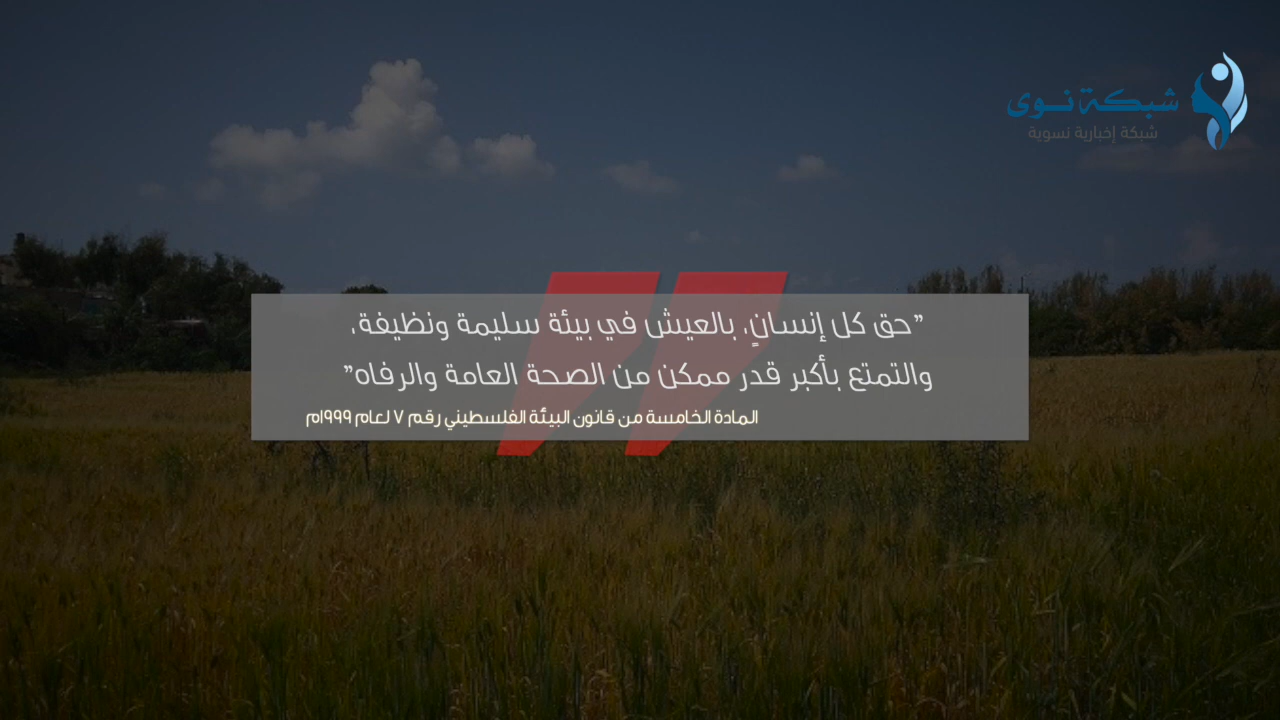 شبكة نوى
شبكة إخبارية نسوية
"حق كل إنسانٍ، بالعيش في بيئة سليمة ونظيفة،
والتمتع بأكبر قدر ممكن من الصحة العامة والرفاه"
المادة الخامسة من قانون البيئة الفلسطيني رقم ٧ لعام ١٩٩٩م